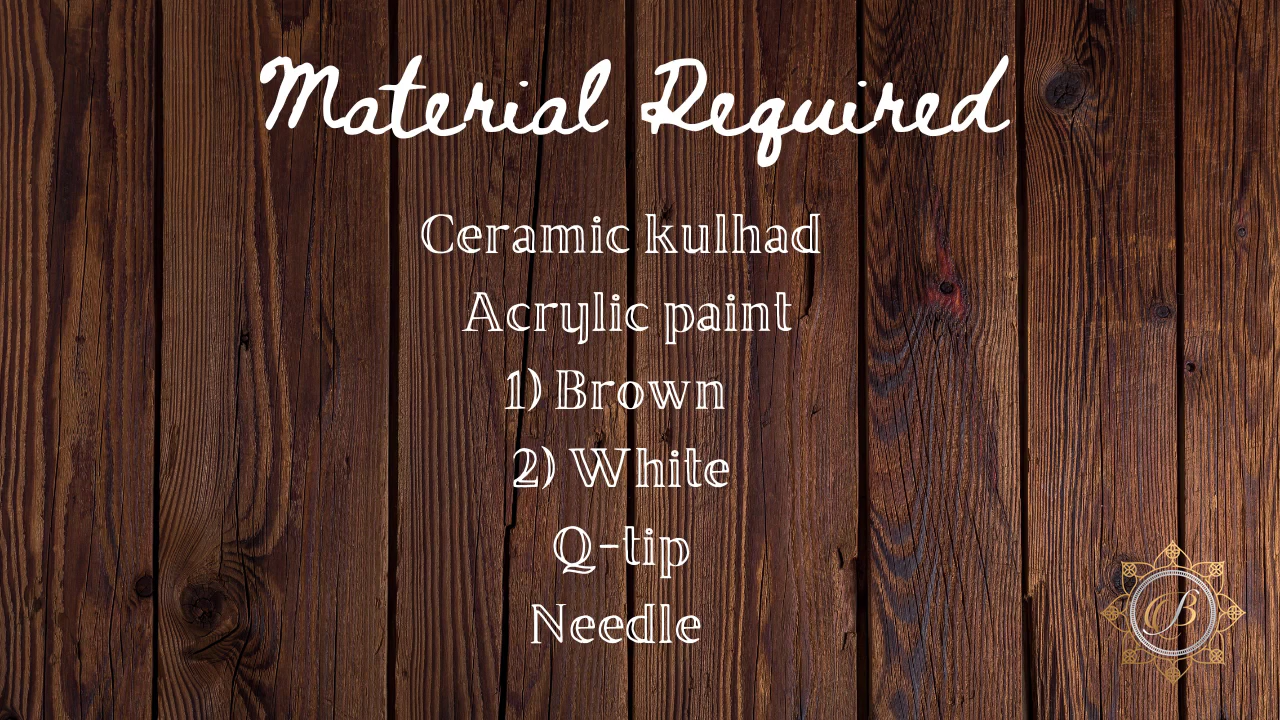 Material Required
Ceramic kulhad
Acrylic paint
1) Brown
2) White
Q-tip
Needle
B